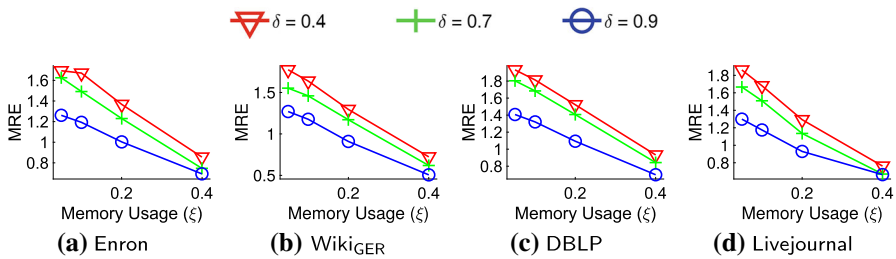 δ = 0.4 δ = 0.7 δ = 0.9
MRE 1.6 1.4 1.2 1 0.8 0.2 0.4 Memory Usage (ξ)
MRE 1.5 1 0.5 0.2 0.4 Memory Usage (ξ)
MRE 1.8 1.6 1.4 1.2 1 0.8 0.2 0.4 Memory Usage (ξ)
MRE 1.8 1.6 1.4 1.2 1 0.8 0.2 0.4 Memory Usage (ξ)
(a) Enron (b) WikiGER (c) DBLP (d) Livejournal